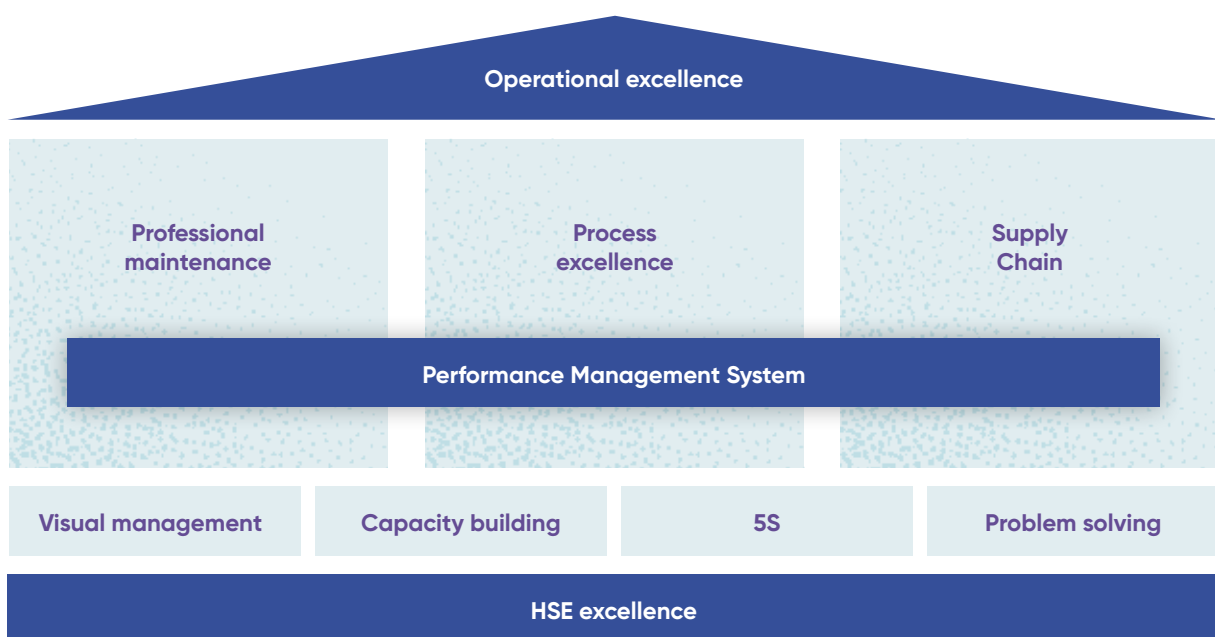 Operational excellence
Professional
maintenance
Process
excellence
Supply
Chain
Performance Management System
Visual management
Capacity building
5S
Problem solving
HSE excellence